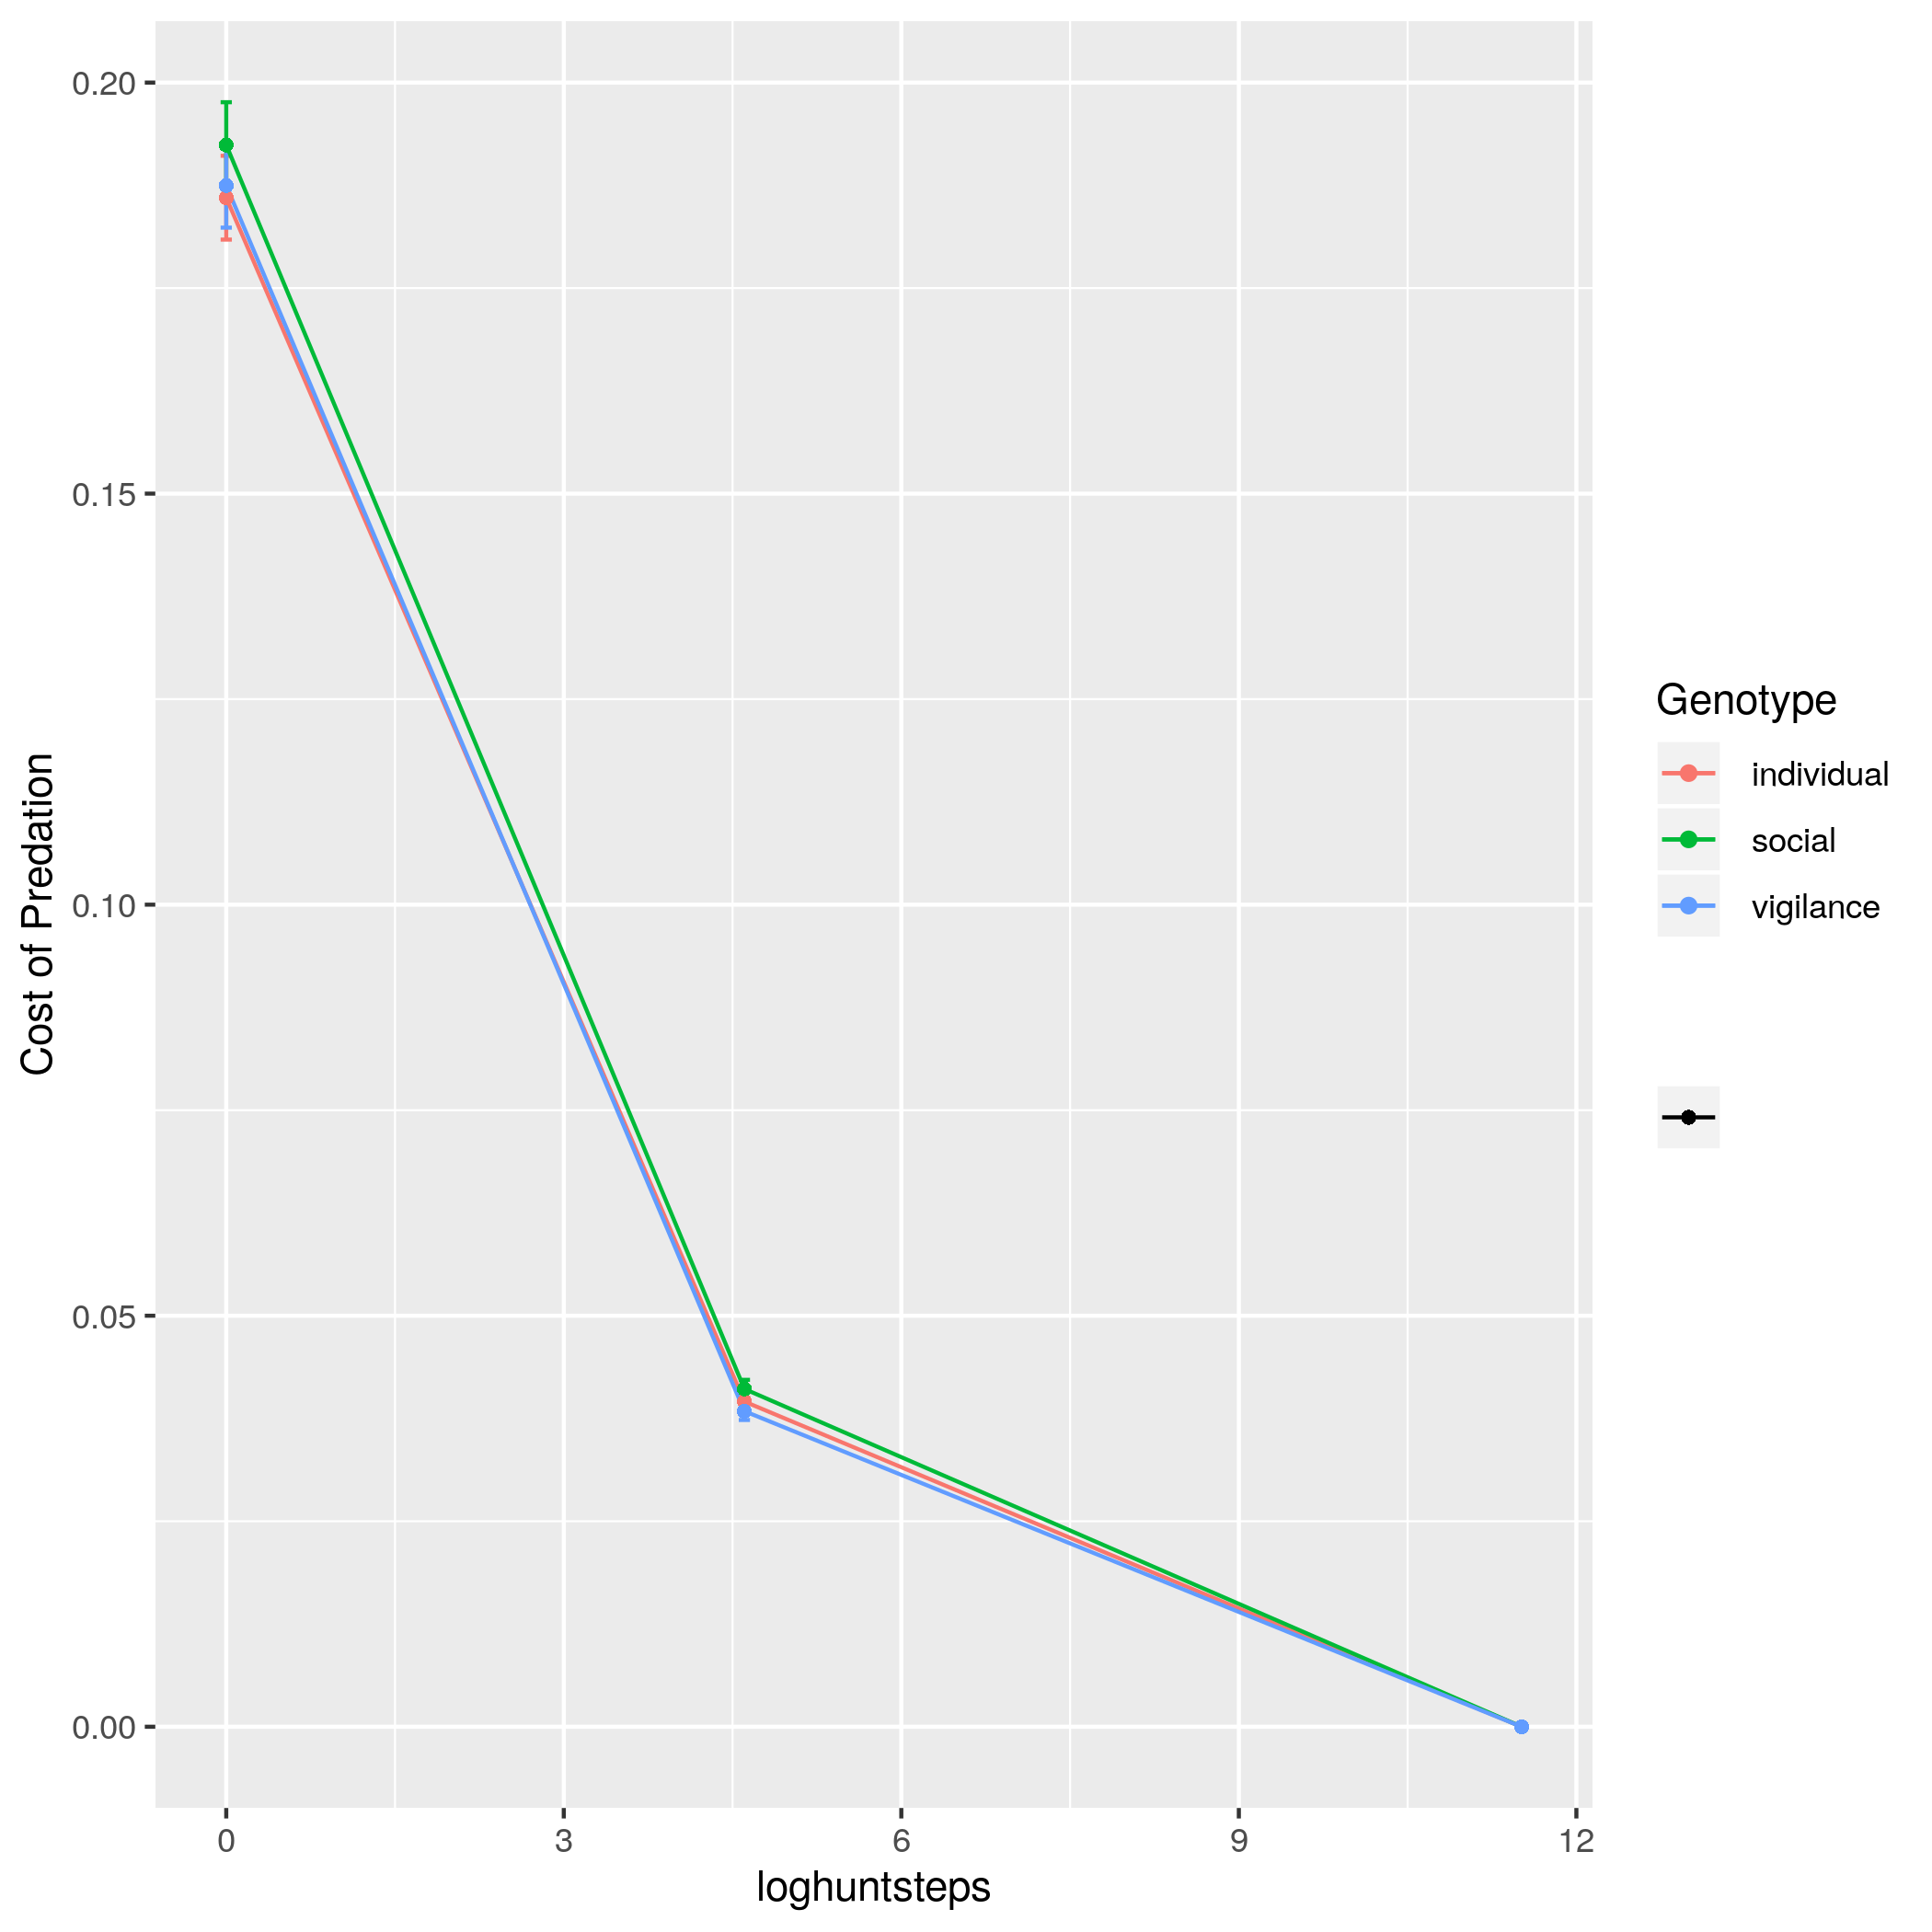 0.20
0.15
0.10
0.05
0.00
Cost of Predation
0 3 6 9 12
loghuntsteps
Genotype
individual
social
vigilance